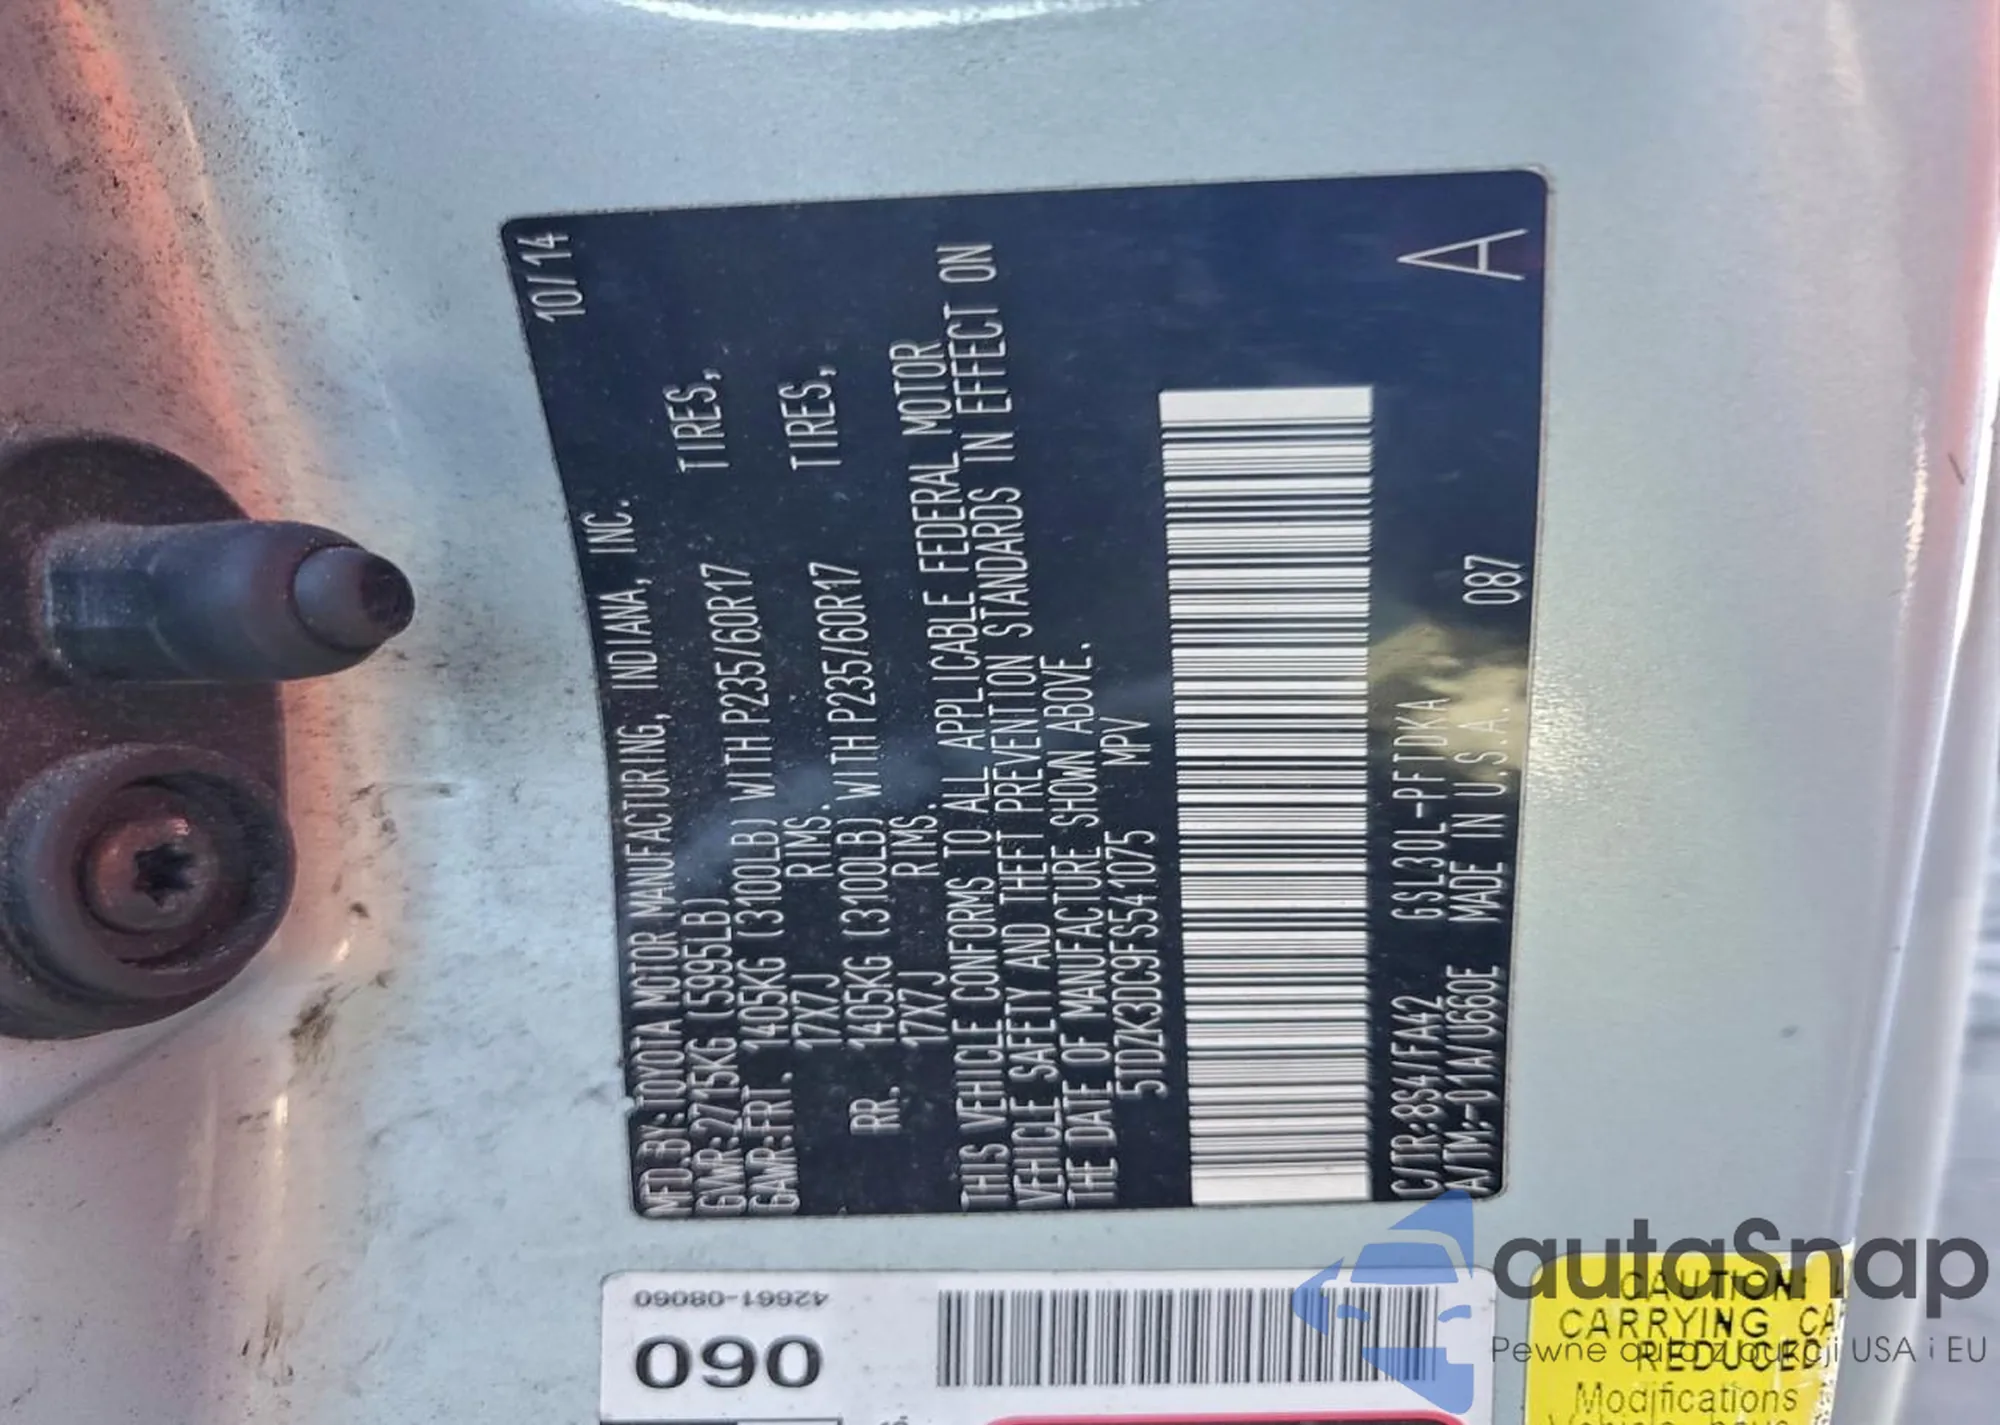 MFD.BY:TOYOTA MOTOR MANUFACTURING, INDIANA, INC. 10/14
GVWR:2715KG (5995LB)
GAWR:FRT. 1405KG (3100LB) WITH P235/60R17 TIRES,
17X7J RIMS.
RR. 1405KG (3100LB) WITH P235/60R17 TIRES,
17X7J RIMS.
THIS VEHICLE CONFORMS TO ALL APPLICABLE FEDERAL MOTOR
VEHICLE SAFETY AND THEFT PREVENTION STANDARDS IN EFFECT ON
THE DATE OF MANUFACTURE SHOWN ABOVE.
5TDZK3DC9FS541075 MPV
C/TR:8S4/FA42 GSL30L-PFTDKA
A/TM:-01A/U660E MADE IN U.S.A. 087
A
42661-08060
060
CAUTION: L
CARRYING CA
REDUCED
Modifications
autoSnap
Pewne auta z aukcji USA i EU